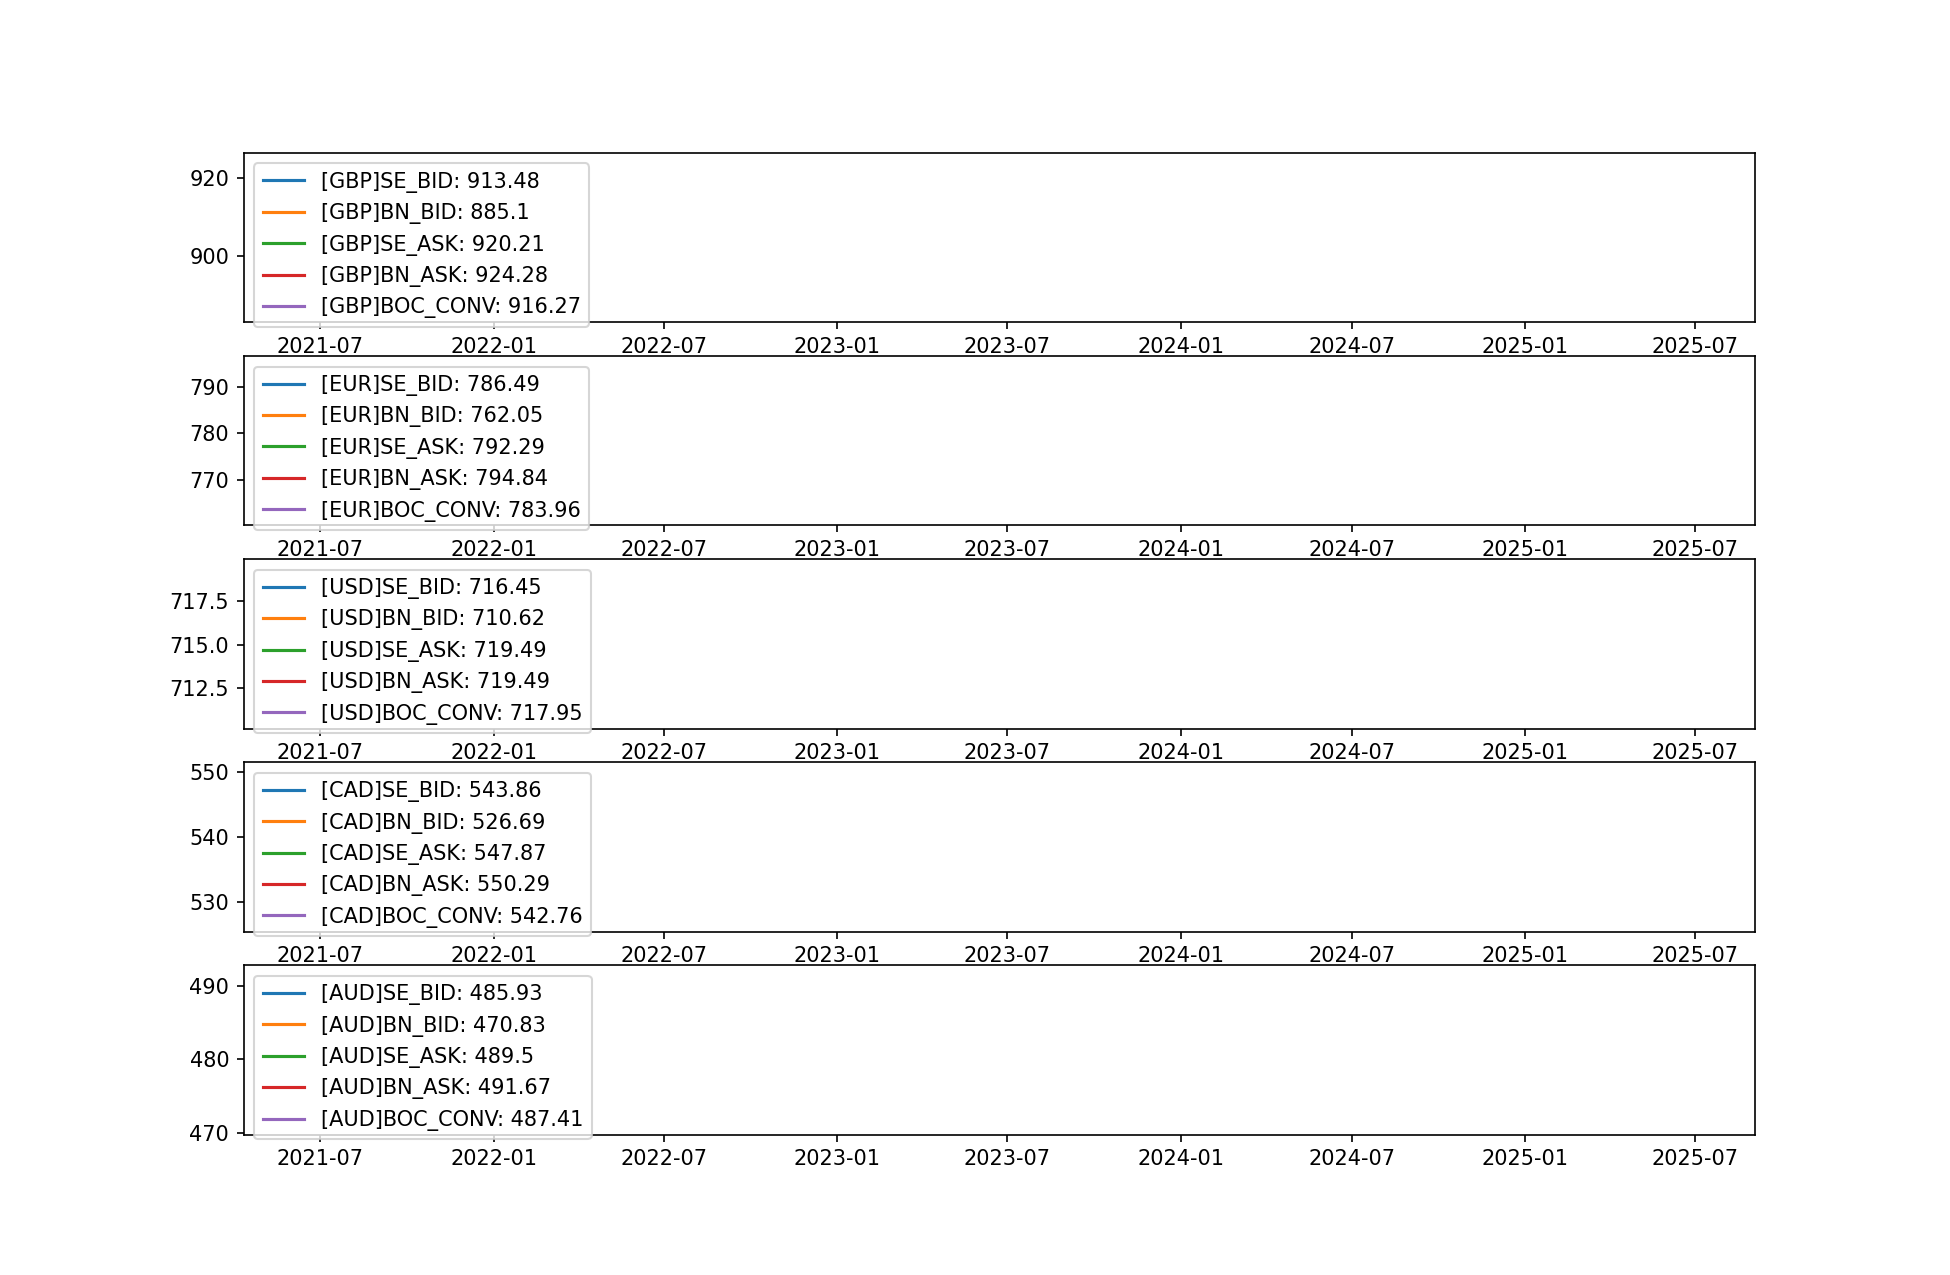 920
900
[GBP]SE_BID: 913.48
[GBP]BN_BID: 885.1
[GBP]SE_ASK: 920.21
[GBP]BN_ASK: 924.28
[GBP]BOC_CONV: 916.27
2021-07 2022-01 2022-07 2023-01 2023-07 2024-01 2024-07 2025-01 2025-07
790
780
770
[EUR]SE_BID: 786.49
[EUR]BN_BID: 762.05
[EUR]SE_ASK: 792.29
[EUR]BN_ASK: 794.84
[EUR]BOC_CONV: 783.96
2021-07 2022-01 2022-07 2023-01 2023-07 2024-01 2024-07 2025-01 2025-07
717.5
715.0
712.5
[USD]SE_BID: 716.45
[USD]BN_BID: 710.62
[USD]SE_ASK: 719.49
[USD]BN_ASK: 719.49
[USD]BOC_CONV: 717.95
2021-07 2022-01 2022-07 2023-01 2023-07 2024-01 2024-07 2025-01 2025-07
550
540
530
[CAD]SE_BID: 543.86
[CAD]BN_BID: 526.69
[CAD]SE_ASK: 547.87
[CAD]BN_ASK: 550.29
[CAD]BOC_CONV: 542.76
2021-07 2022-01 2022-07 2023-01 2023-07 2024-01 2024-07 2025-01 2025-07
490
480
470
[AUD]SE_BID: 485.93
[AUD]BN_BID: 470.83
[AUD]SE_ASK: 489.5
[AUD]BN_ASK: 491.67
[AUD]BOC_CONV: 487.41
2021-07 2022-01 2022-07 2023-01 2023-07 2024-01 2024-07 2025-01 2025-07